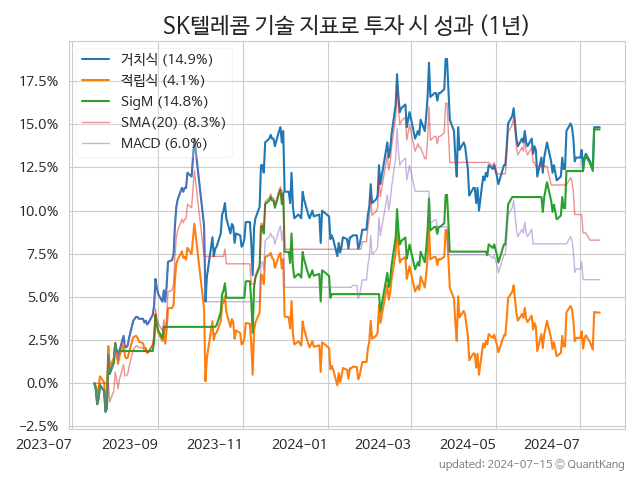 SK텔레콤 기술 지표로 투자 시 성과 (1년)
거치식 (14.9%)
적립식 (4.1%)
SigM (14.8%)
SMA(20) (8.3%)
MACD (6.0%)
17.5%
15.0%
12.5%
10.0%
7.5%
5.0%
2.5%
0.0%
−2.5%
2023-07 2023-09 2023-11 2024-01 2024-03 2024-05 2024-07
updated: 2024-07-15 © QuantKang